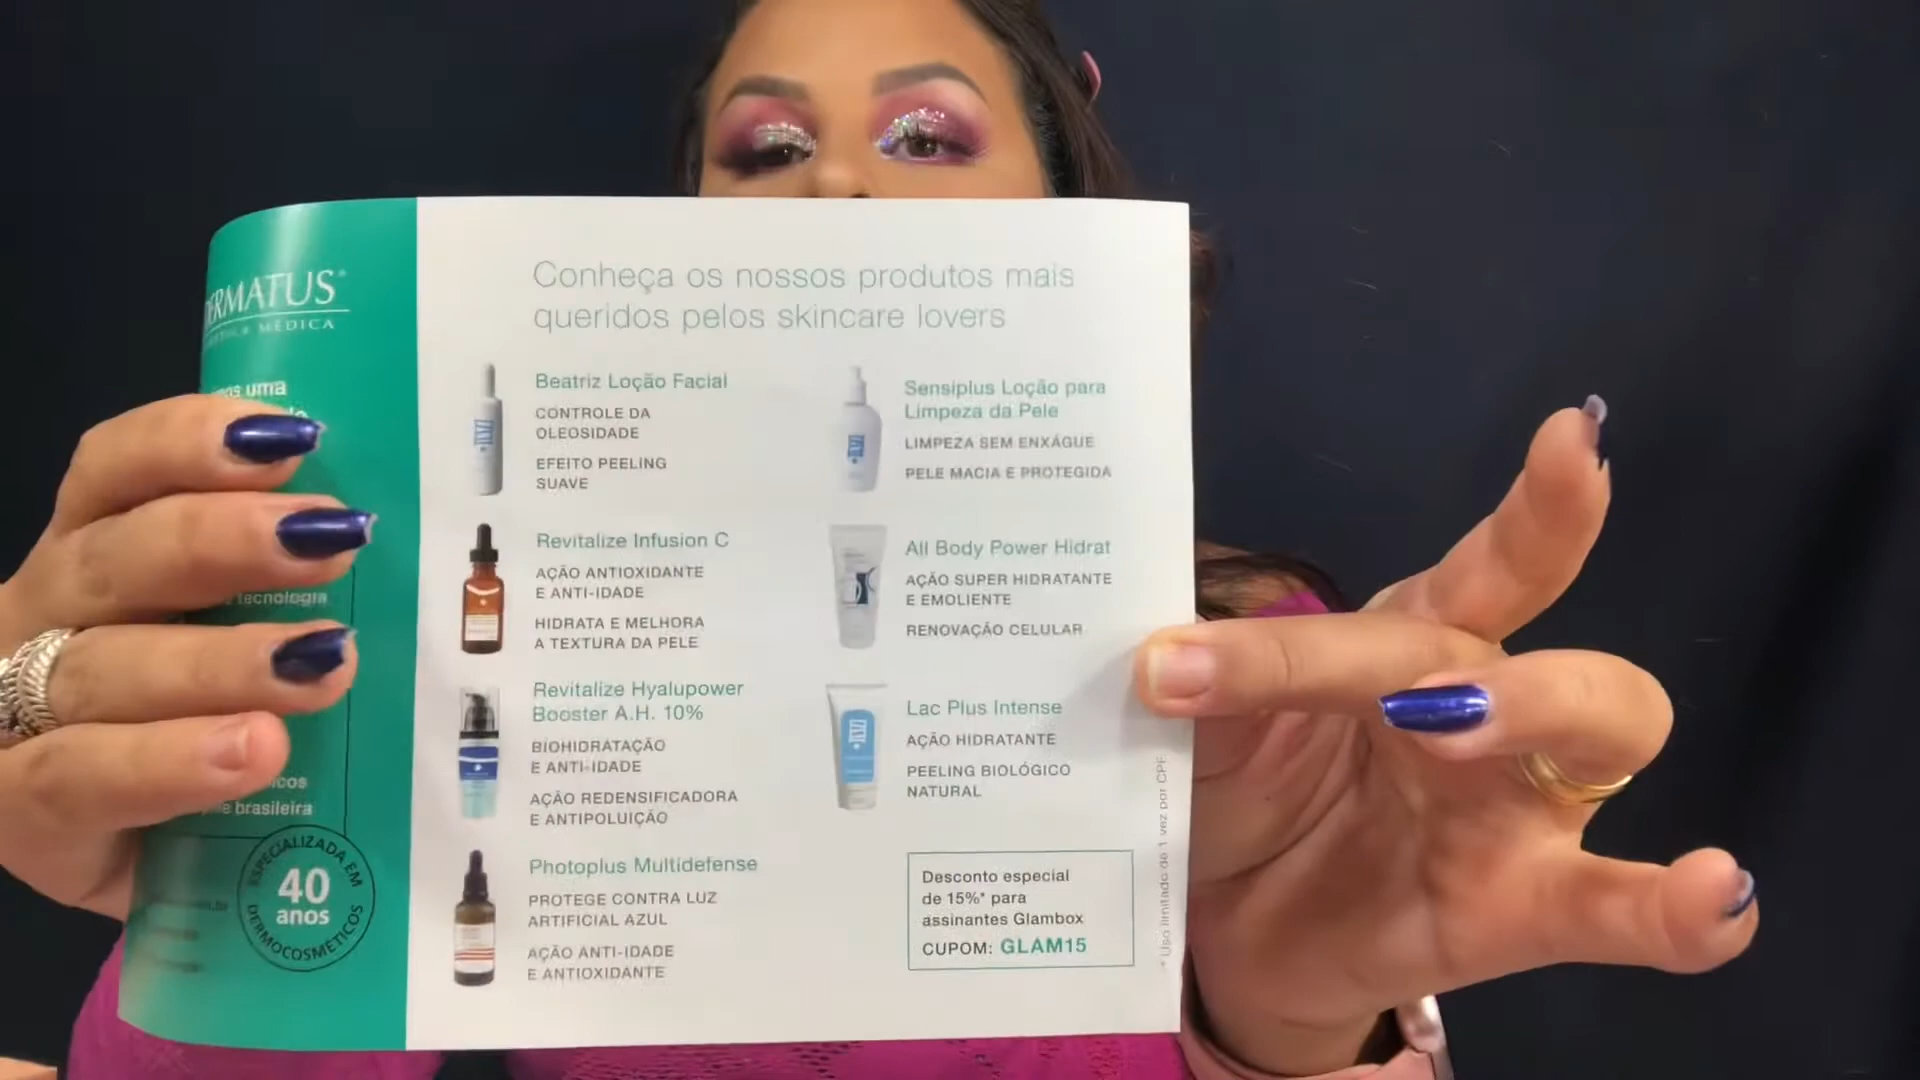 DERMATUS®
MÉDICA
uma
tecnologia
brasileira
ESPECIALIZADA EM
40
anos
DERMOCOSMÉTICOS
Conheça os nossos produtos mais
queridos pelos skincare lovers
Beatriz Loção Facial
CONTROLE DA
OLEOSIDADE
EFEITO PEELING
SUAVE
Revitalize Infusion C
AÇÃO ANTIOXIDANTE
E ANTI-IDADE
HIDRATA E MELHORA
A TEXTURA DA PELE
Revitalize Hyalupower
Booster A.H. 10%
BIOHIDRATAÇÃO
E ANTI-IDADE
AÇÃO REDENSIFICADORA
E ANTIPOLUIÇÃO
Photoplus Multidefense
PROTEGE CONTRA LUZ
ARTIFICIAL AZUL
AÇÃO ANTI-IDADE
E ANTIOXIDANTE
Sensiplus Loção para
Limpeza da Pele
LIMPEZA SEM ENXÁGUE
PELE MACIA E PROTEGIDA
All Body Power Hidrat
AÇÃO SUPER HIDRATANTE
E EMOLIENTE
RENOVAÇÃO CELULAR
Lac Plus Intense
AÇÃO HIDRATANTE
PEELING BIOLÓGICO
NATURAL
Desconto especial
de 15%* para
assinantes Glambox
CUPOM: GLAM15
* Uso limitado de 1 vez por CPF